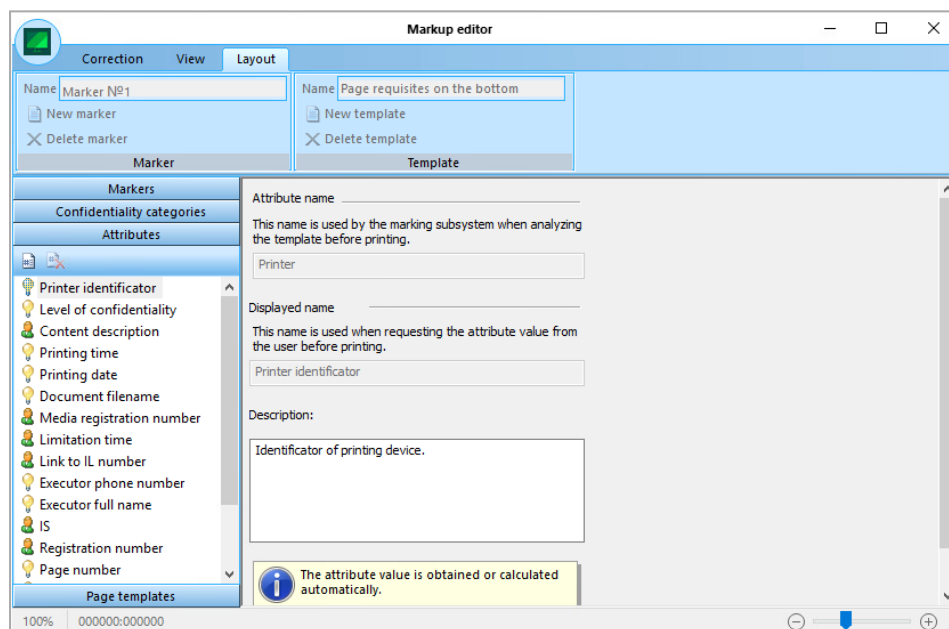 Markup editor
Correction View Layout
Name Marker №1
New marker
Delete marker
Marker
Name Page requisites on the bottom
New template
Delete template
Template
Markers
Confidentiality categories
Attributes
Printer identificator
Level of confidentiality
Content description
Printing time
Printing date
Document filename
Media registration number
Limitation time
Link to IL number
Executor phone number
Executor full name
IS
Registration number
Page number
Page templates
Attribute name
This name is used by the marking subsystem when analyzing
the template before printing.
Printer
Displayed name
This name is used when requesting the attribute value from
the user before printing.
Printer identificator
Description:
Identificator of printing device.
The attribute value is obtained or calculated
automatically.
100% 000000:000000